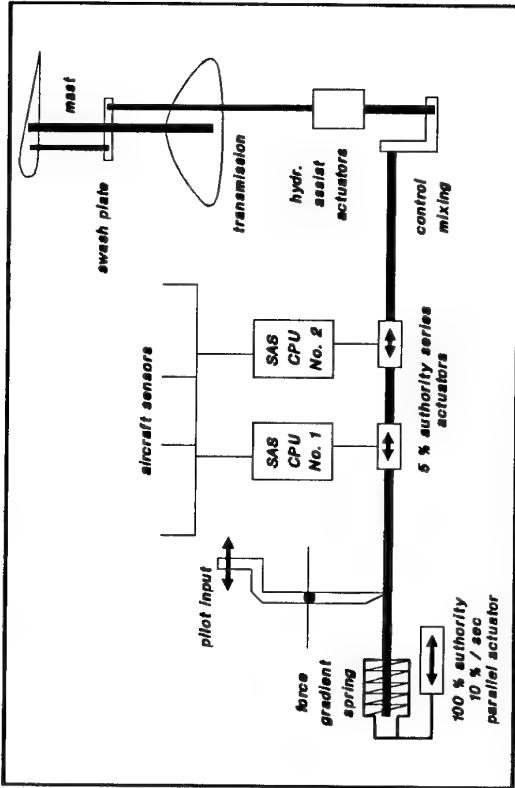 mast
swash plate
transmission
hydr.
assist
actuators
control
mixing
aircraft sensors
SAS
CPU
No. 1
SAS
CPU
No. 2
5 % authority series
actuators
pilot input
force
gradient
spring
100 % authority
10 % / sec
parallel actuator